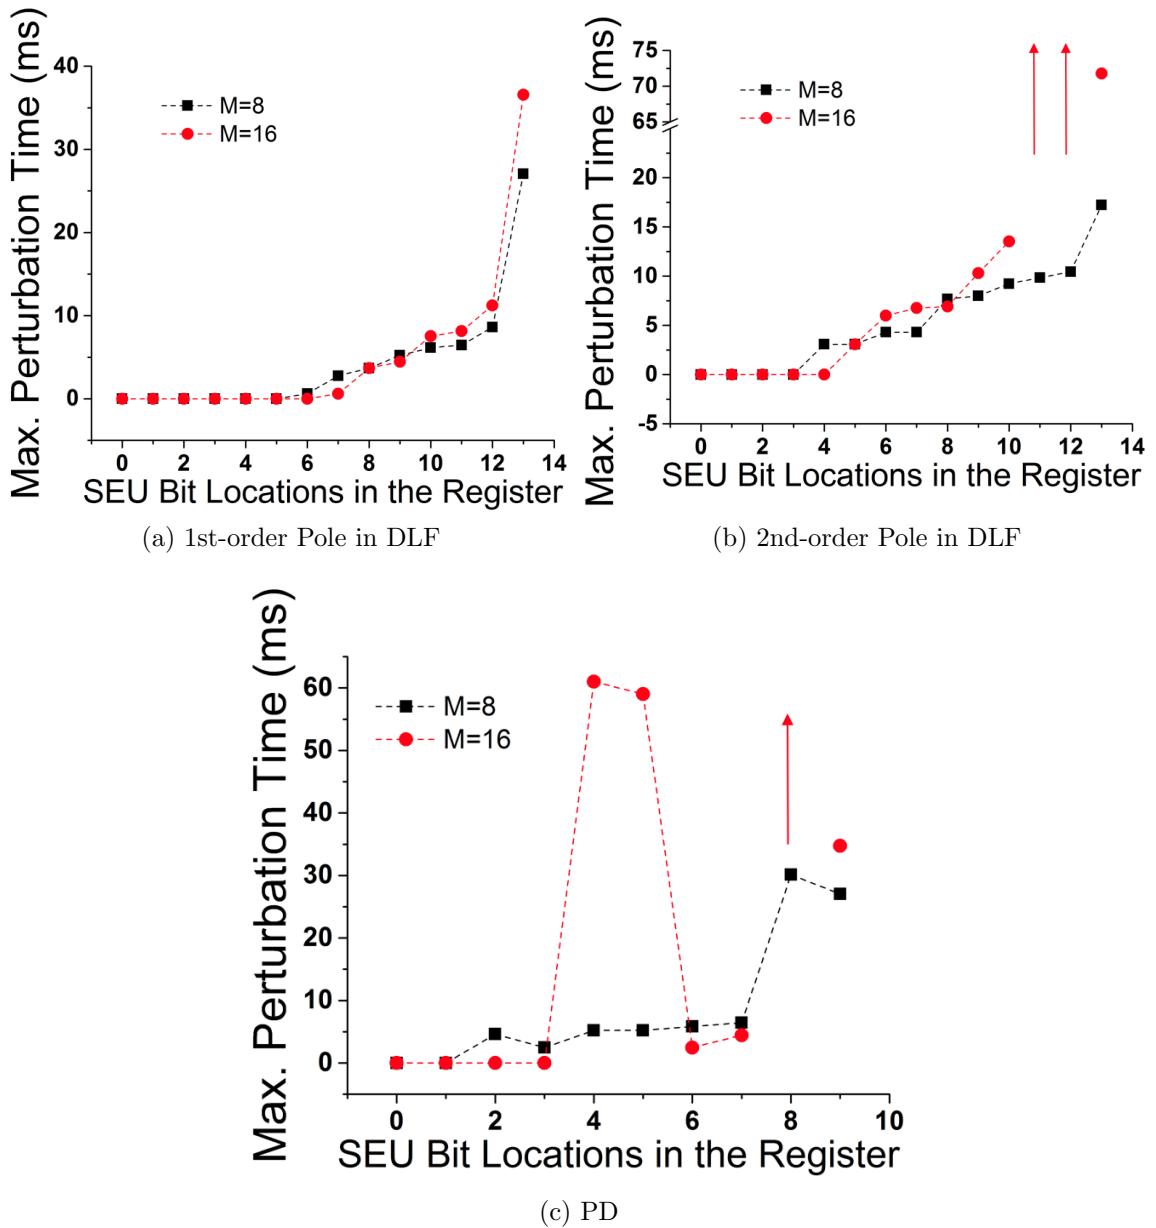 Max. Perturbation Time (ms)
40
30
20
10
0
M=8
M=16
0 2 4 6 8 10 12 14
SEU Bit Locations in the Register
(a) 1st-order Pole in DLF
Max. Perturbation Time (ms)
75
70
65
20
15
10
5
0
-5
M=8
M=16
0 2 4 6 8 10 12 14
SEU Bit Locations in the Register
(b) 2nd-order Pole in DLF
Max. Perturbation Time (ms)
60
50
40
30
20
10
0
M=8
M=16
0 2 4 6 8 10
SEU Bit Locations in the Register
(c) PD